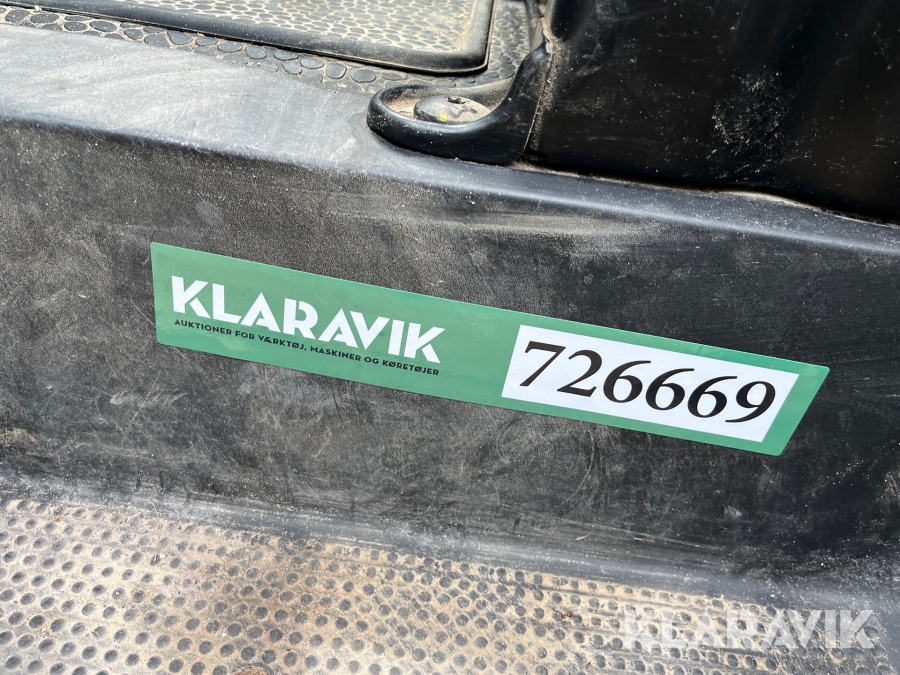 KLARAVIK
AUKTIONER FOR VÆRKTØJ, MASKINER OG KØRETØJER
726669
KLARAVIK